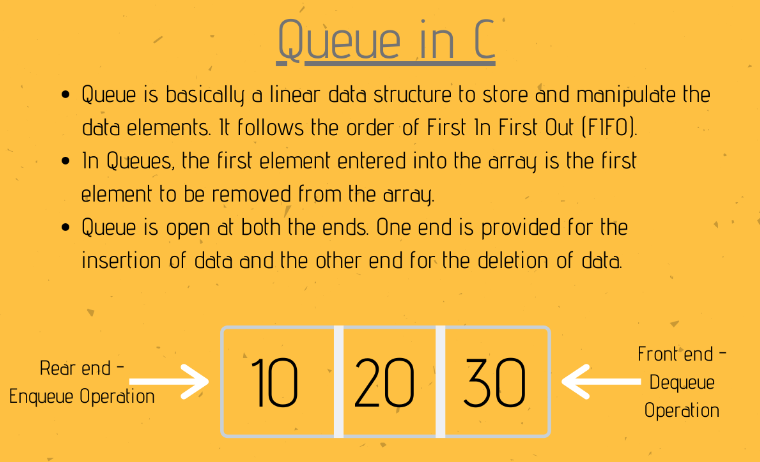 Queue in C
• Queue is basically a linear data structure to store and manipulate the
data elements. It follows the order of First In First Out (FIFO).
• In Queues, the first element entered into the array is the first
element to be removed from the array.
• Queue is open at both the ends. One end is provided for the
insertion of data and the other end for the deletion of data.
Rear end -
Enqueue Operation
10 20 30
Front end -
Dequeue
Operation